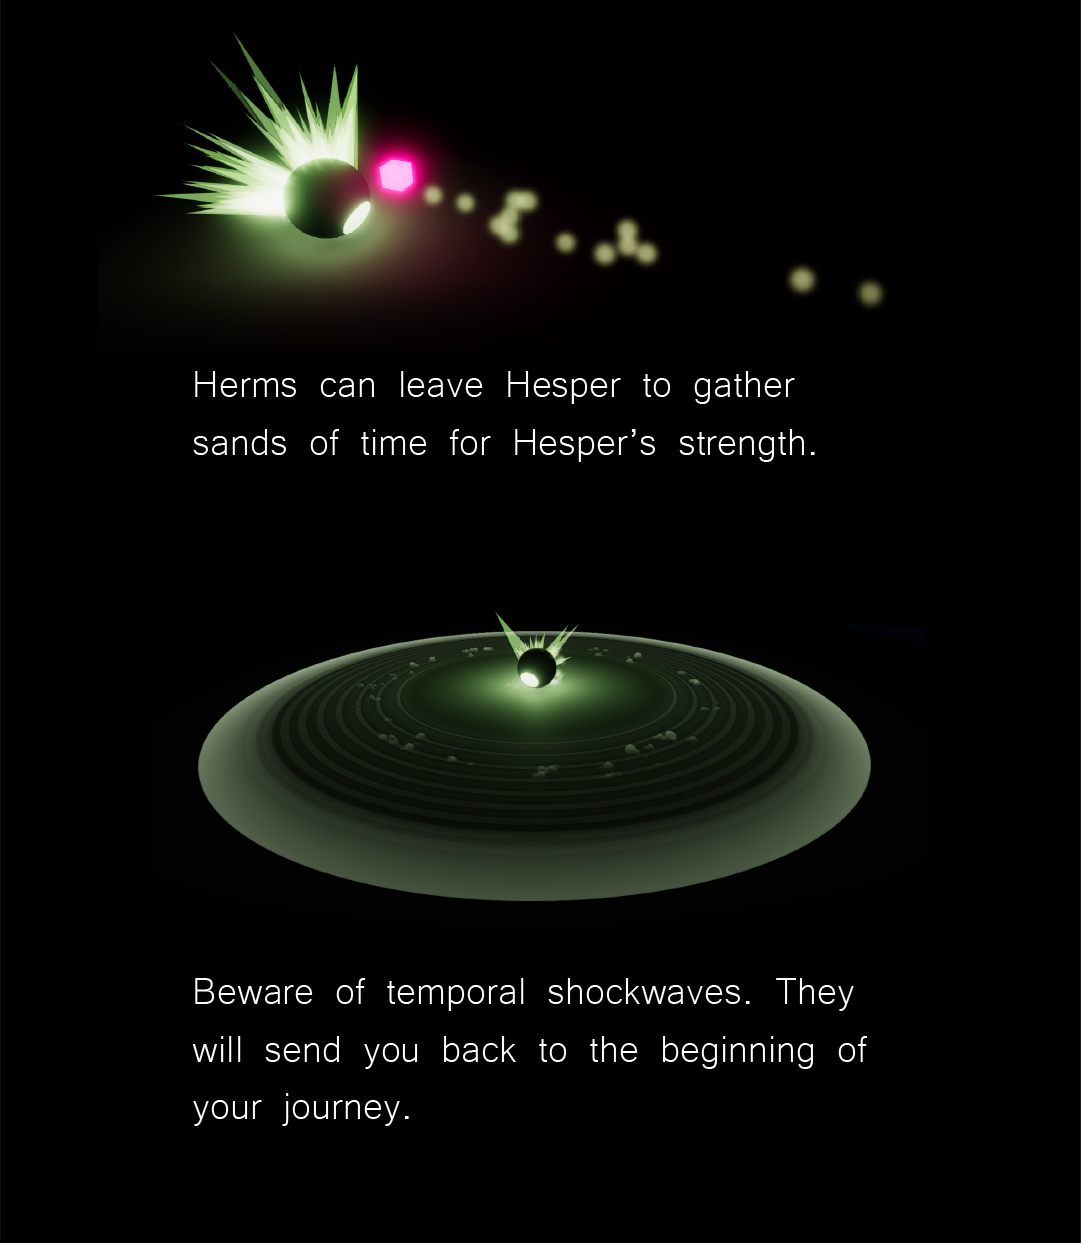 Herms can leave Hesper to gather
sands of time for Hesper’s strength.
Beware of temporal shockwaves. They
will send you back to the beginning of
your journey.